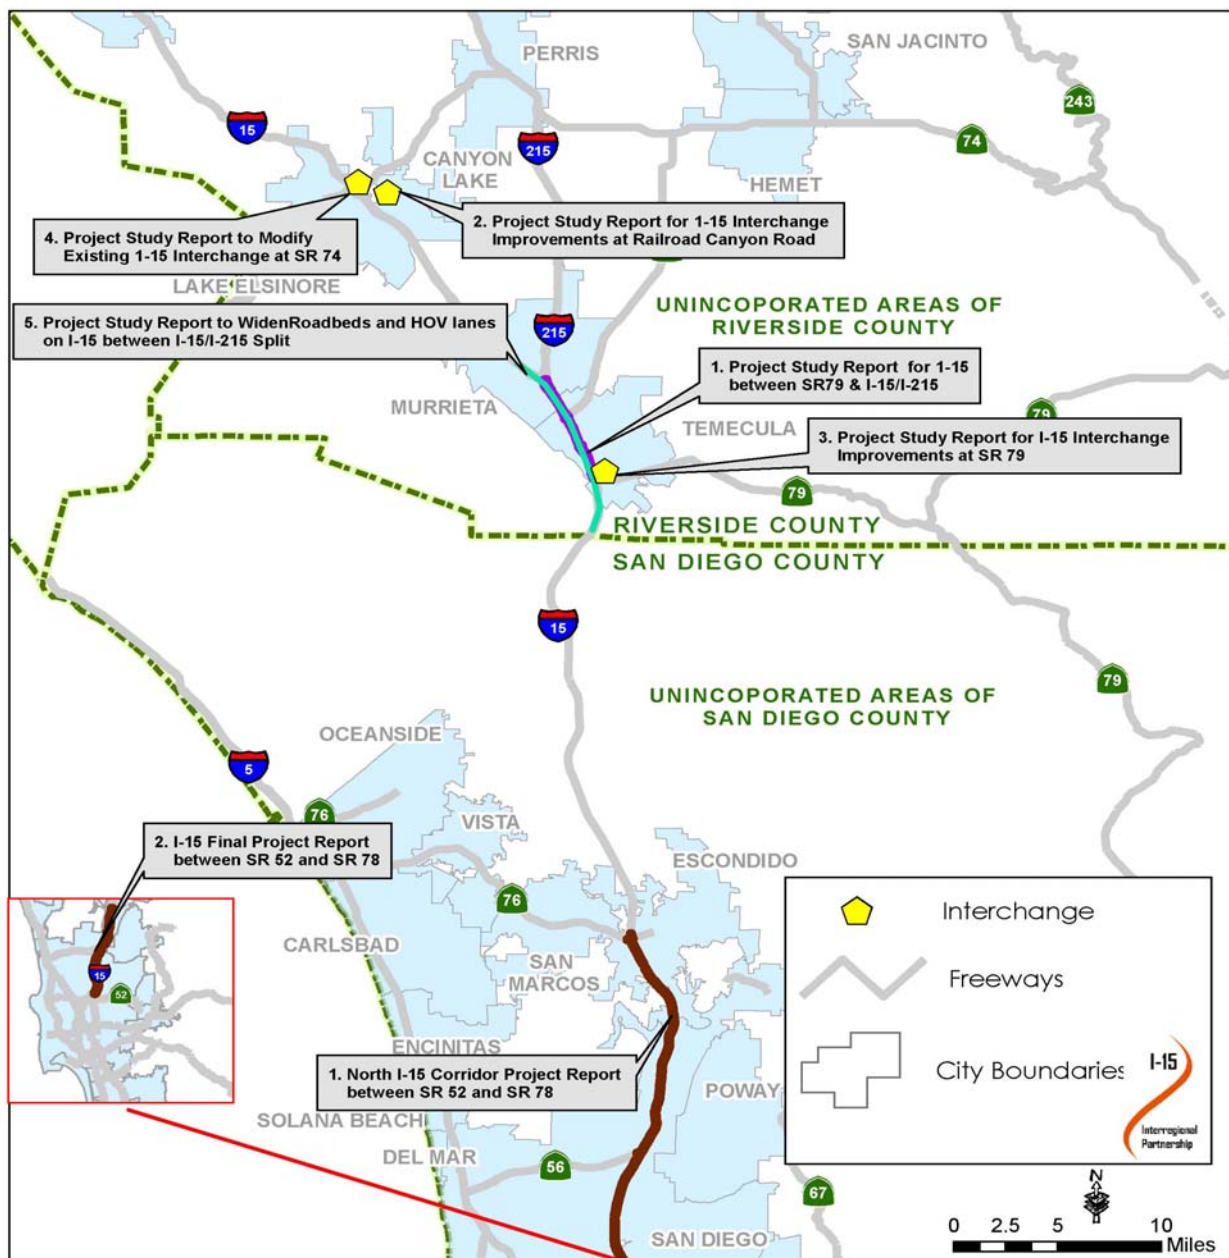 PERRIS
SAN JACINTO
15
215
243
74
CANYON
LAKE
HEMET
4. Project Study Report to Modify
Existing 1-15 Interchange at SR 74
2. Project Study Report for 1-15 Interchange
Improvements at Railroad Canyon Road
LAKE ELSINORE
UNINCOPORATED AREAS OF
RIVERSIDE COUNTY
5. Project Study Report to WidenRoadbeds and HOV lanes
on I-15 between I-15/I-215 Split
215
1. Project Study Report for 1-15
between SR79 & I-15/I-215
MURRIETA
TEMECULA
79
3. Project Study Report for I-15 Interchange
Improvements at SR 79
79
RIVERSIDE COUNTY
SAN DIEGO COUNTY
15
79
UNINCOPORATED AREAS OF
SAN DIEGO COUNTY
OCEANSIDE
5
76
VISTA
2. I-15 Final Project Report
between SR 52 and SR 78
ESCONDIDO
76
CARLSBAD
SAN
MARCOS
15
52
ENCINITAS
1. North I-15 Corridor Project Report
between SR 52 and SR 78
POWAY
SOLANA BEACH
DEL MAR
56
67
SAN DIEGO
Interchange
Freeways
City Boundaries
I-15
Interregional
Partnership
N
0 2.5 5 10
Miles